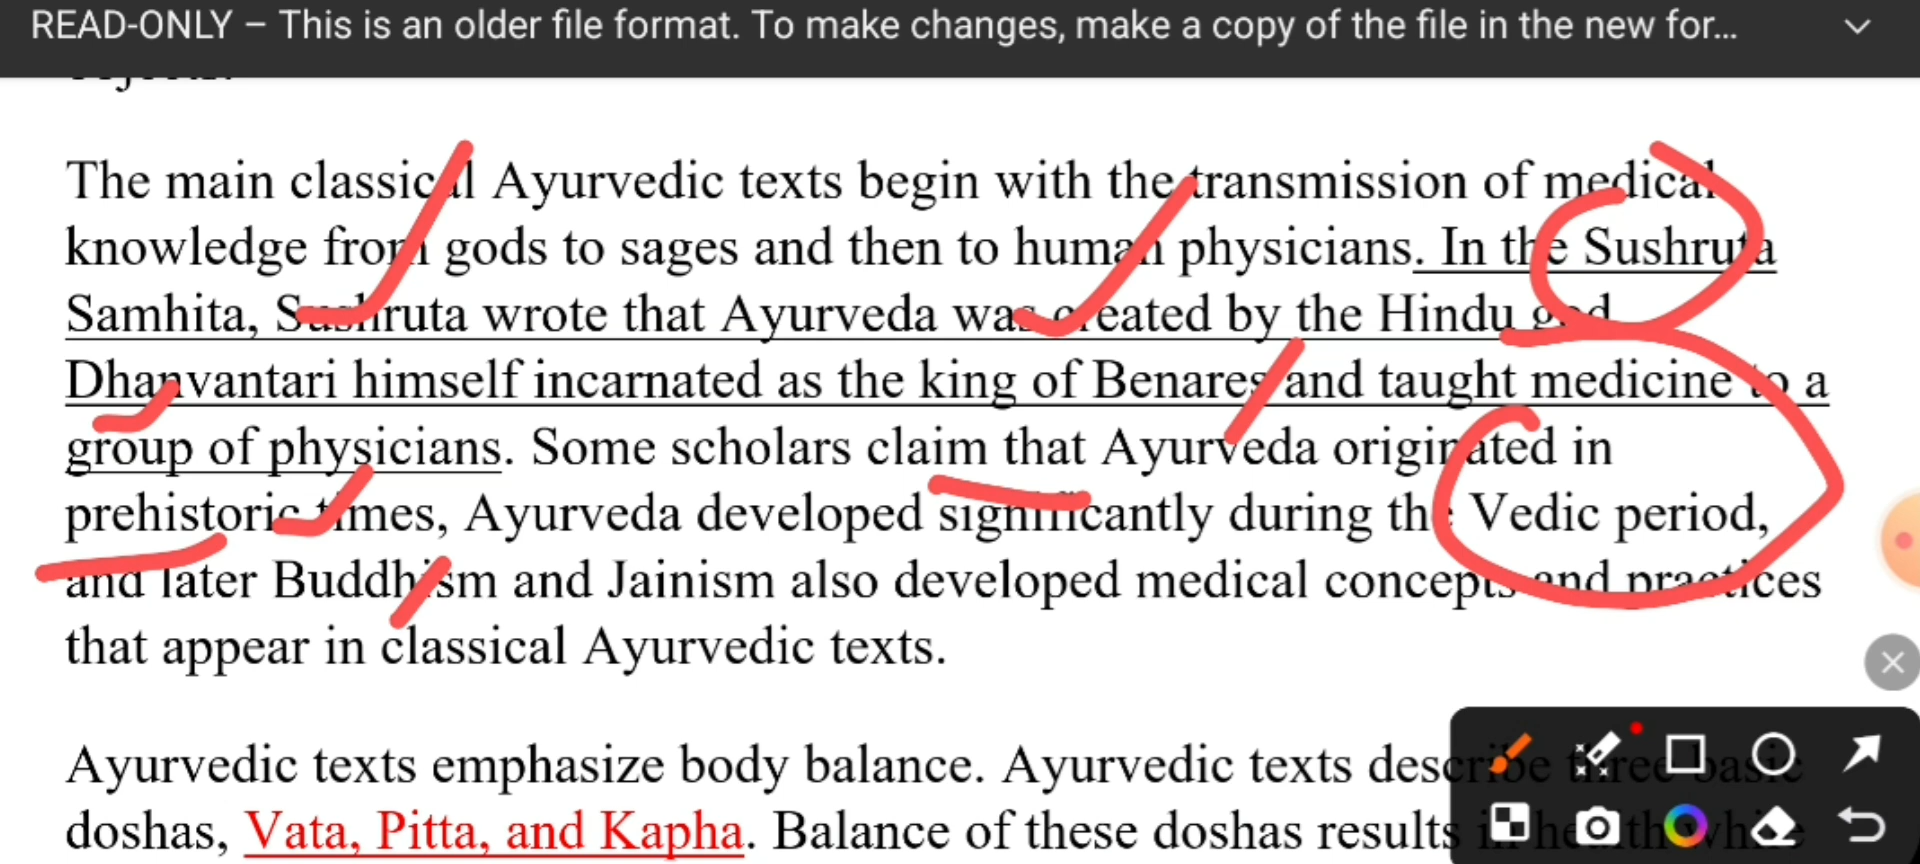 READ-ONLY – This is an older file format. To make changes, make a copy of the file in the new for...
The main classical Ayurvedic texts begin with the transmission of medical
knowledge from gods to sages and then to human physicians. In the Sushruta
Samhita, Sushruta wrote that Ayurveda was created by the Hindu god
Dhanvantari himself incarnated as the king of Benares and taught medicine to a
group of physicians. Some scholars claim that Ayurveda originated in
prehistoric times, Ayurveda developed significantly during the Vedic period,
and later Buddhism and Jainism also developed medical concepts and practices
that appear in classical Ayurvedic texts.
Ayurvedic texts emphasize body balance. Ayurvedic texts describe three basic
doshas, Vata, Pitta, and Kapha. Balance of these doshas results